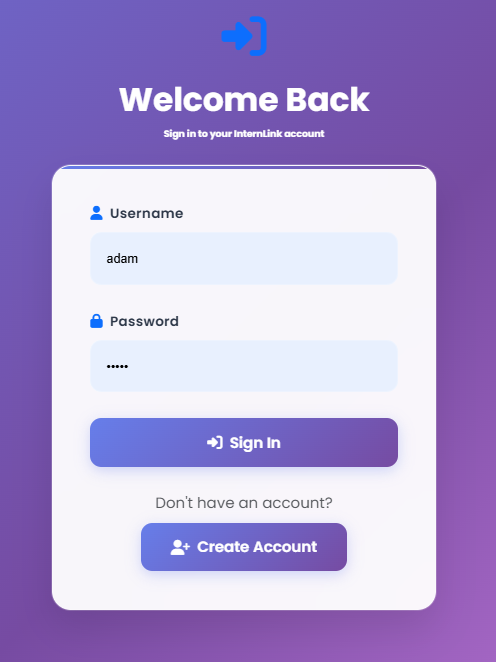 Welcome Back
Sign in to your InternLink account
Username
adam
Password
•••••
Sign In
Don't have an account?
Create Account